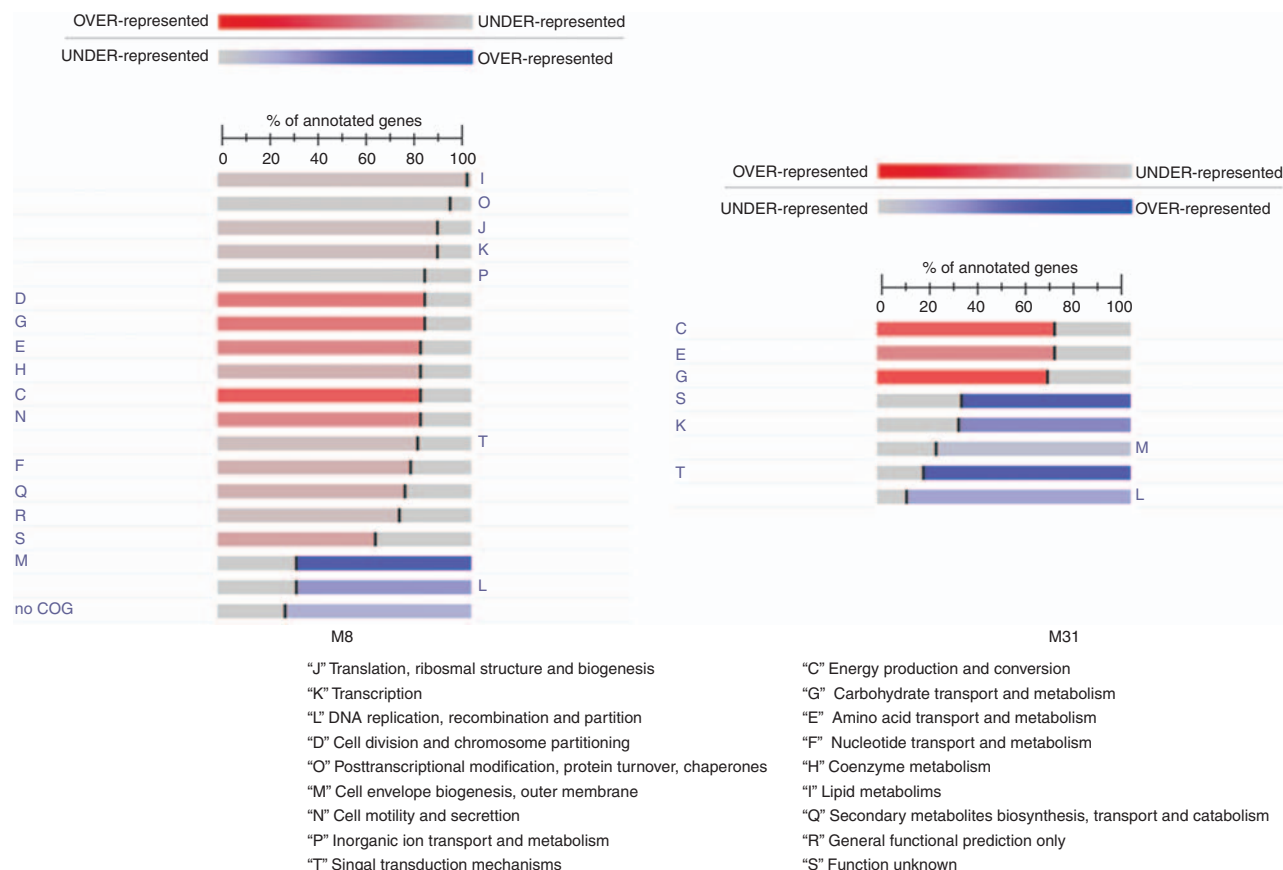 OVER-represented UNDER-represented
UNDER-represented OVER-represented
% of annotated genes
0 20 40 60 80 100
I
O
J
K
P
D
G
E
H
C
N
T
F
Q
R
S
M
L
no COG
M8
OVER-represented UNDER-represented
UNDER-represented OVER-represented
% of annotated genes
0 20 40 60 80 100
C
E
G
S
K
M
T
L
M31
“J” Translation, ribosmal structure and biogenesis
“K” Transcription
“L” DNA replication, recombination and partition
“D” Cell division and chromosome partitioning
“O” Posttranscriptional modification, protein turnover, chaperones
“M” Cell envelope biogenesis, outer membrane
“N” Cell motility and secrettion
“P” Inorganic ion transport and metabolism
“T” Singal transduction mechanisms
“C” Energy production and conversion
“G” Carbohydrate transport and metabolism
“E” Amino acid transport and metabolism
“F” Nucleotide transport and metabolism
“H” Coenzyme metabolism
“I” Lipid metabolims
“Q” Secondary metabolites biosynthesis, transport and catabolism
“R” General functional prediction only
“S” Function unknown